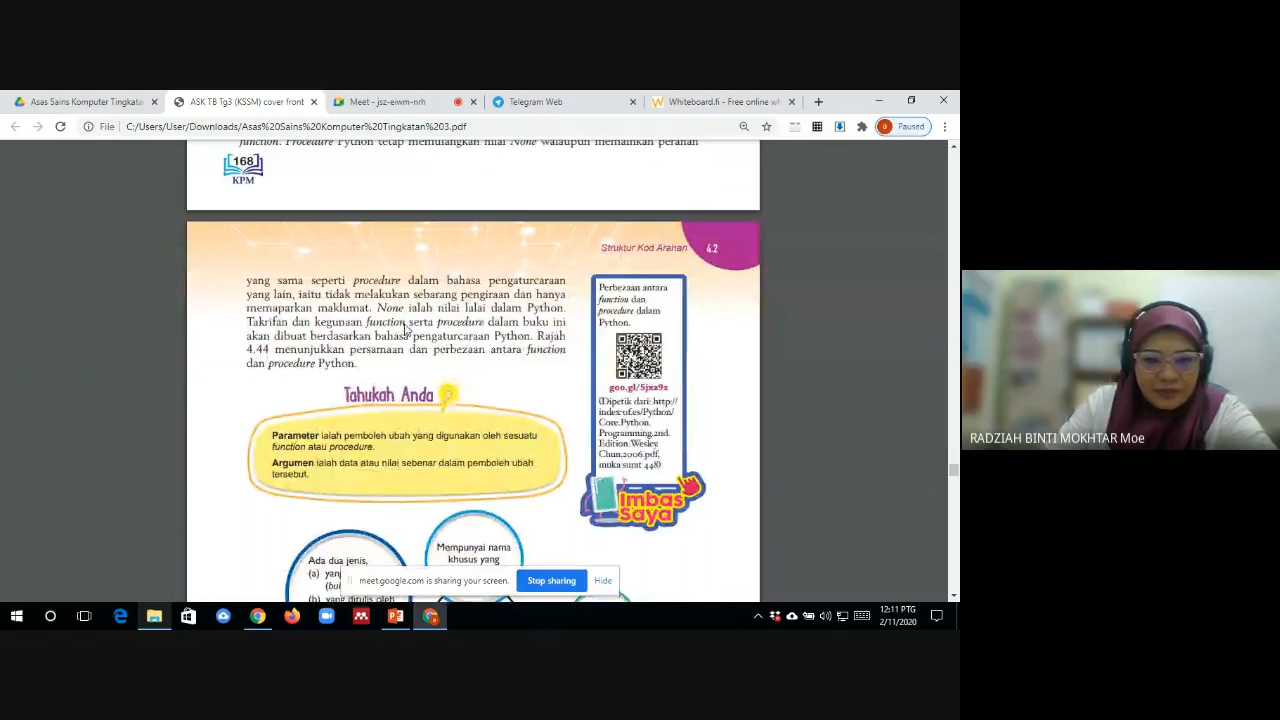 Asas Sains Komputer Tingkata
ASK TB Tg3 (KSSM) cover front
Meet - jsz-eiwm-nrh
Telegram Web
Whiteboard.fi - Free online wh
File
C:/Users/User/Downloads/Asas%20Sains%20Komputer%20Tingkatan%203.pdf
Paused
function. Procedure Python tetap memulangkan nilai None walaupun memainkan peranan
168
KPM
Struktur Kod Arahan 4.2
yang sama seperti procedure dalam bahasa pengaturcaraan
yang lain, iaitu tidak melakukan sebarang pengiraan dan hanya
memaparkan maklumat. None ialah nilai lalai dalam Python.
Takrifan dan kegunaan function serta procedure dalam buku ini
akan dibuat berdasarkan bahasa pengaturcaraan Python. Rajah
4.44 menunjukkan persamaan dan perbezaan antara function
dan procedure Python.
Tahukah Anda
Parameter ialah pemboleh ubah yang digunakan oleh sesuatu
function atau procedure.
Argumen ialah data atau nilai sebenar dalam pemboleh ubah
tersebut.
Perbezaan antara
function dan
procedure dalam
Python.
goo.gl/5jxz9z
(Dipetik dari: http://
index-of.es/Python/
Core.Python.
Programming.2nd.
Edition.Wesley.
Chun.2006.pdf,
muka surat 448)
Imbas
Saya
Ada dua jenis,
(a)
(b) yang ditulis oleh
Mempunyai nama
khusus yang
meet.google.com is sharing your screen.
Stop sharing
Hide
12:11 PTG
2/11/2020
RADZIAH BINTI MOKHTAR Moe